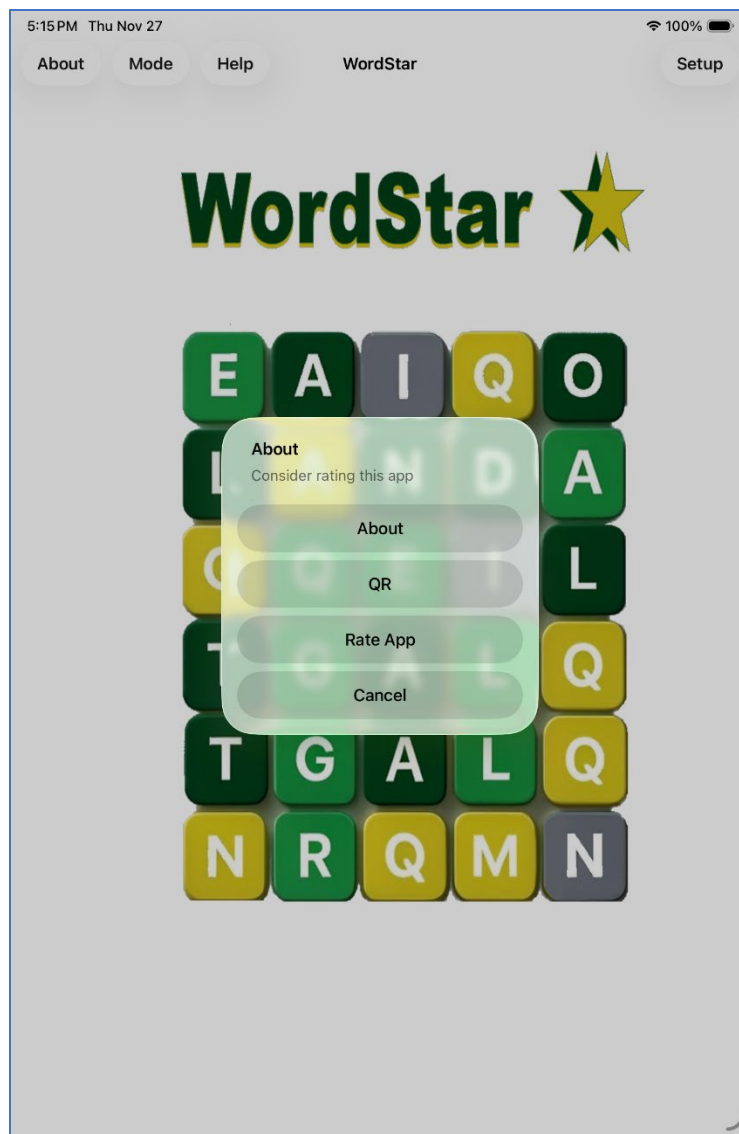 5:15 PM Thu Nov 27 100%
About Mode Help WordStar Setup
WordStar
E A I Q O
L A N D A
Q E I L
T G A L Q
T G A L Q
N R Q M N
About
Consider rating this app
About
QR
Rate App
Cancel